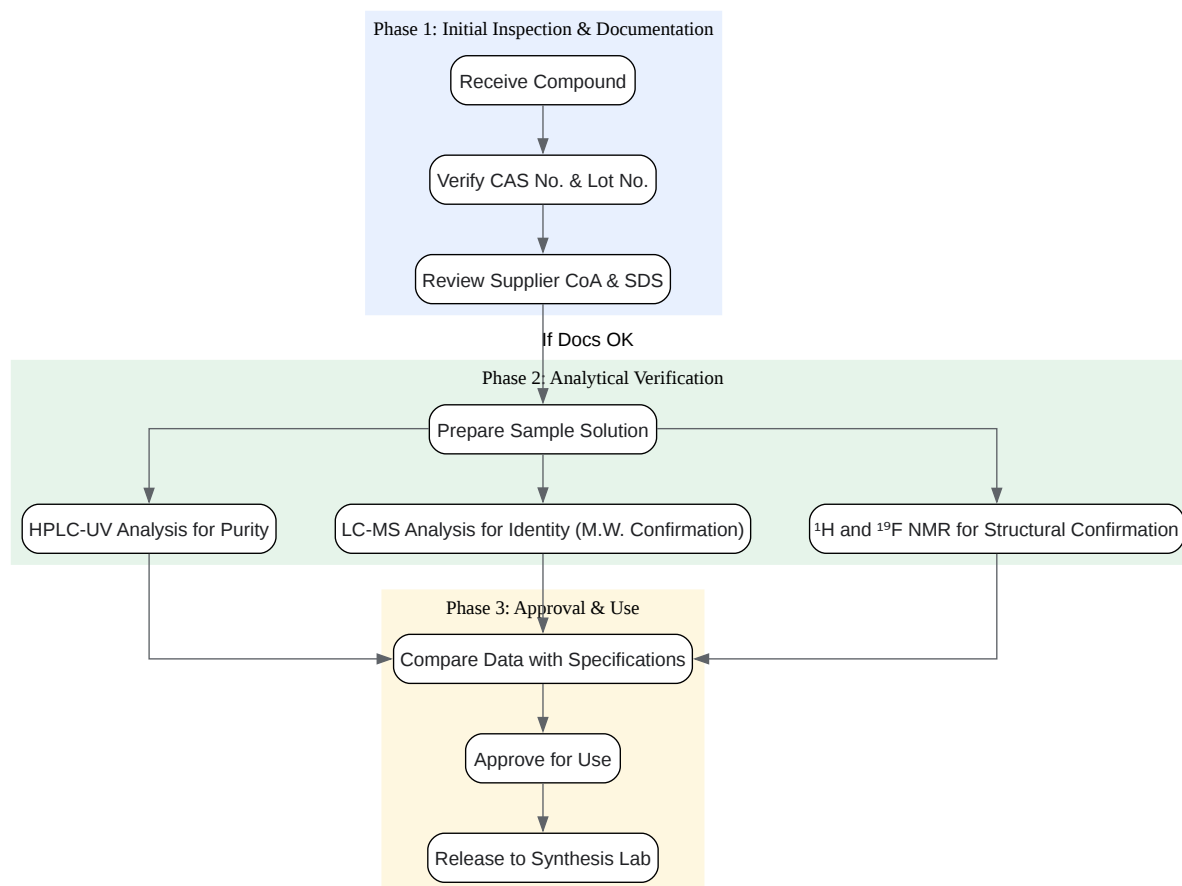 Phase 1: Initial Inspection & Documentation
Receive Compound
Verify CAS No. & Lot No.
Review Supplier CoA & SDS
If Docs OK
Phase 2: Analytical Verification
Prepare Sample Solution
HPLC-UV Analysis for Purity
LC-MS Analysis for Identity (M.W. Confirmation)
¹H and ¹⁹F NMR for Structural Confirmation
Phase 3: Approval & Use
Compare Data with Specifications
Approve for Use
Release to Synthesis Lab